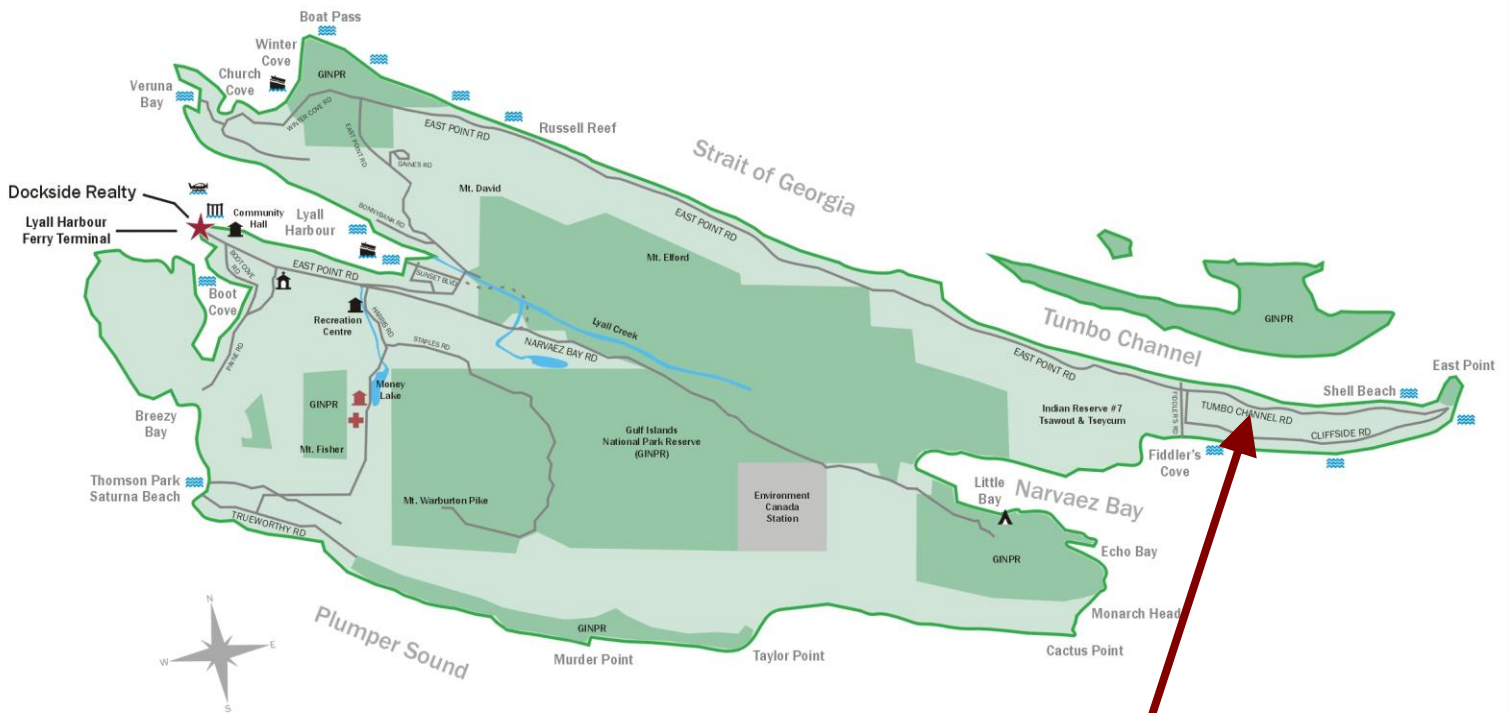 Boat Pass
Winter
Cove
Church
Cove
Veruna
Bay
GINPR
WINTER COVE RD
EAST POINT RD
EAST POINT RD
Russell Reef
GAINES RD
Strait of Georgia
Mt. David
BONNYBANK RD
EAST POINT RD
Dockside Realty
Lyall Harbour
Ferry Terminal
Community
Hall
Lyall
Harbour
Mt. Elford
BOOT COVE
RD
EAST POINT RD
SUNSET BLVD
Boot
Cove
Recreation
Centre
HARRIS RD
STAPLES RD
NARVAEZ BAY RD
Lyall Creek
PAYNE RD
Tumbo Channel
GINPR
EAST POINT RD
East Point
Shell Beach
Money
Lake
Breezy
Bay
GINPR
Mt. Fisher
Gulf Islands
National Park Reserve
(GINPR)
Indian Reserve #7
Tsawout & Tseycum
FIDDLER'S RD
TUMBO CHANNEL RD
CLIFFSIDE RD
Fiddler's
Cove
Thomson Park
Saturna Beach
TRUEWORTHY RD
Mt. Warburton Pike
Environment
Canada
Station
Little
Bay
Narvaez Bay
Echo Bay
GINPR
Monarch Head
Cactus Point
Plumper Sound
GINPR
Murder Point
Taylor Point
N
W
E
S